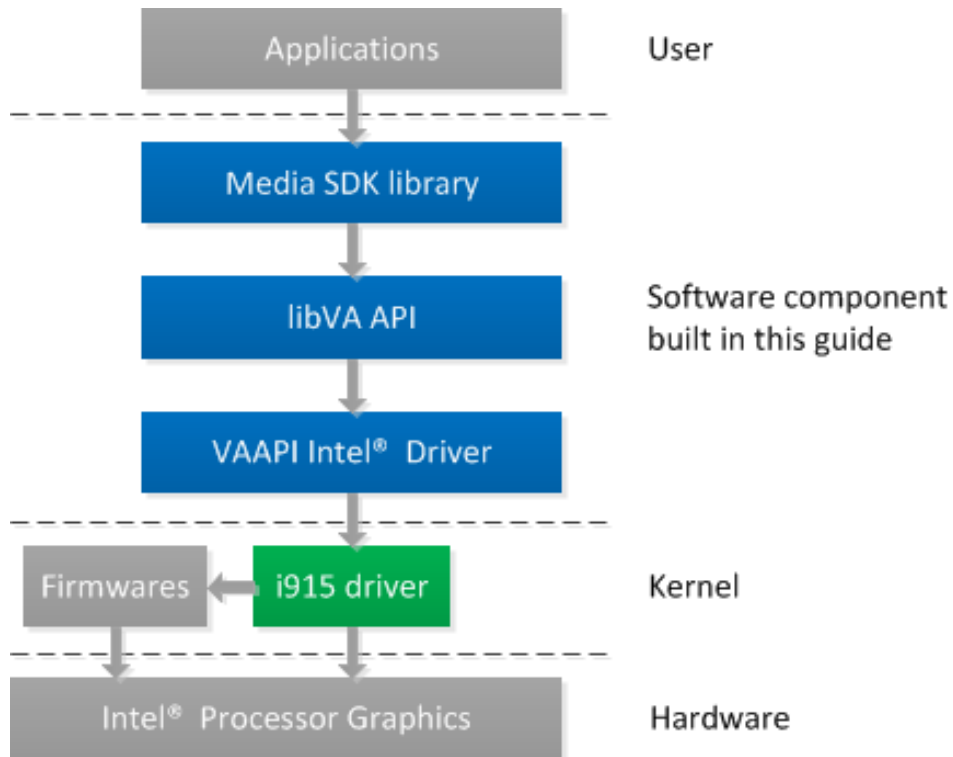 Applications
User
Media SDK library
libVA API
Software component
built in this guide
VAAPI Intel® Driver
Firmwares
i915 driver
Kernel
Intel® Processor Graphics
Hardware